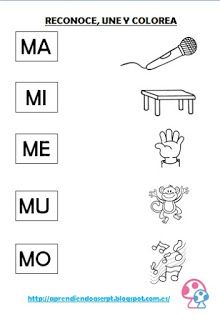 RECONOCE, UNE Y COLOREA
MA
MI
ME
MU
MO
http://aprendiendoaserpt.blogspot.com.es/